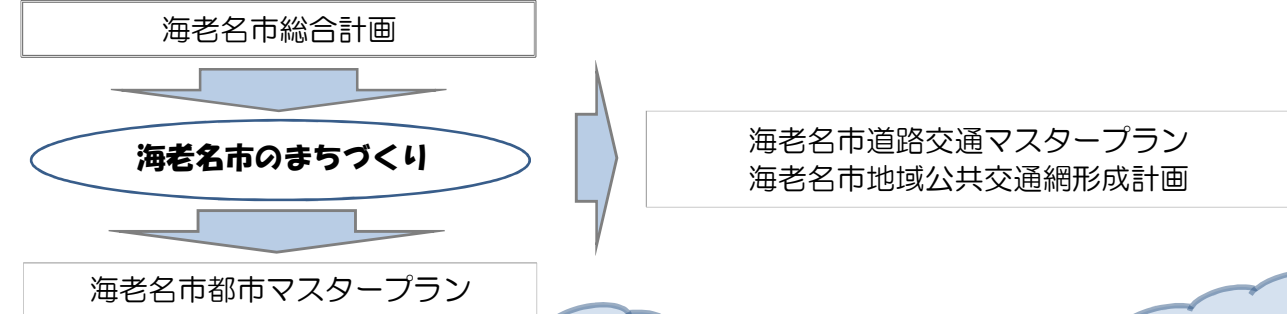 海老名市総合計画
海老名市のまちづくり
海老名市都市マスタープラン
海老名市道路交通マスタープラン
海老名市地域公共交通網形成計画